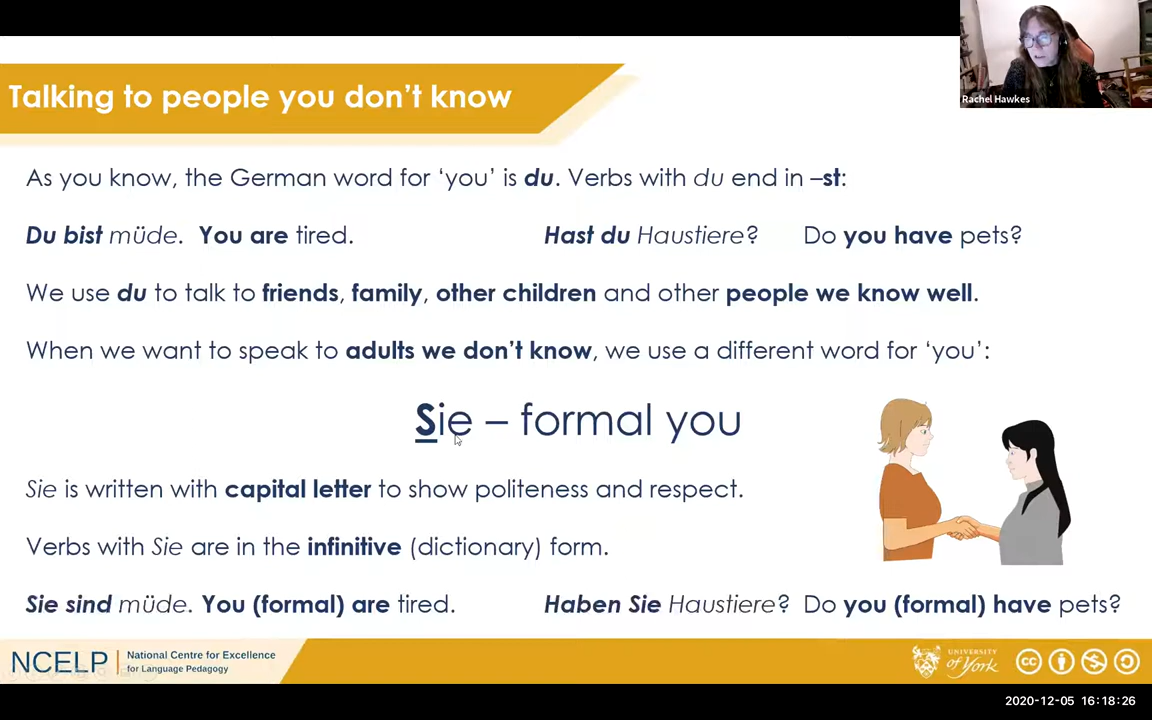 Rachel Hawkes
Talking to people you don’t know
As you know, the German word for ‘you’ is du. Verbs with du end in –st:
Du bist müde. You are tired. Hast du Haustiere? Do you have pets?
We use du to talk to friends, family, other children and other people we know well.
When we want to speak to adults we don’t know, we use a different word for ‘you’:
Sie – formal you
Sie is written with capital letter to show politeness and respect.
Verbs with Sie are in the infinitive (dictionary) form.
Sie sind müde. You (formal) are tired. Haben Sie Haustiere? Do you (formal) have pets?
NCELP | National Centre for Excellence
for Language Pedagogy
UNIVERSITY
of York
cc
2020-12-05 16:18:26